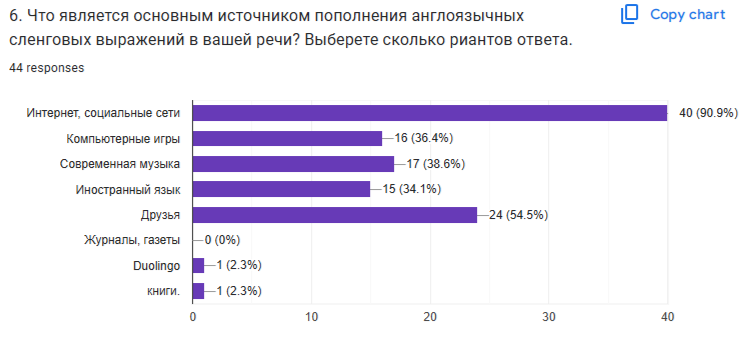 6. Что является основным источником пополнения англоязычных
сленговых выражений в вашей речи? Выберете сколько риантов ответа.
Copy chart
44 responses
Интернет, социальные сети
40 (90.9%)
Компьютерные игры
16 (36.4%)
Современная музыка
17 (38.6%)
Иностранный язык
15 (34.1%)
Друзья
24 (54.5%)
Журналы, газеты
0 (0%)
Duolingo
1 (2.3%)
книги.
1 (2.3%)
0 10 20 30 40